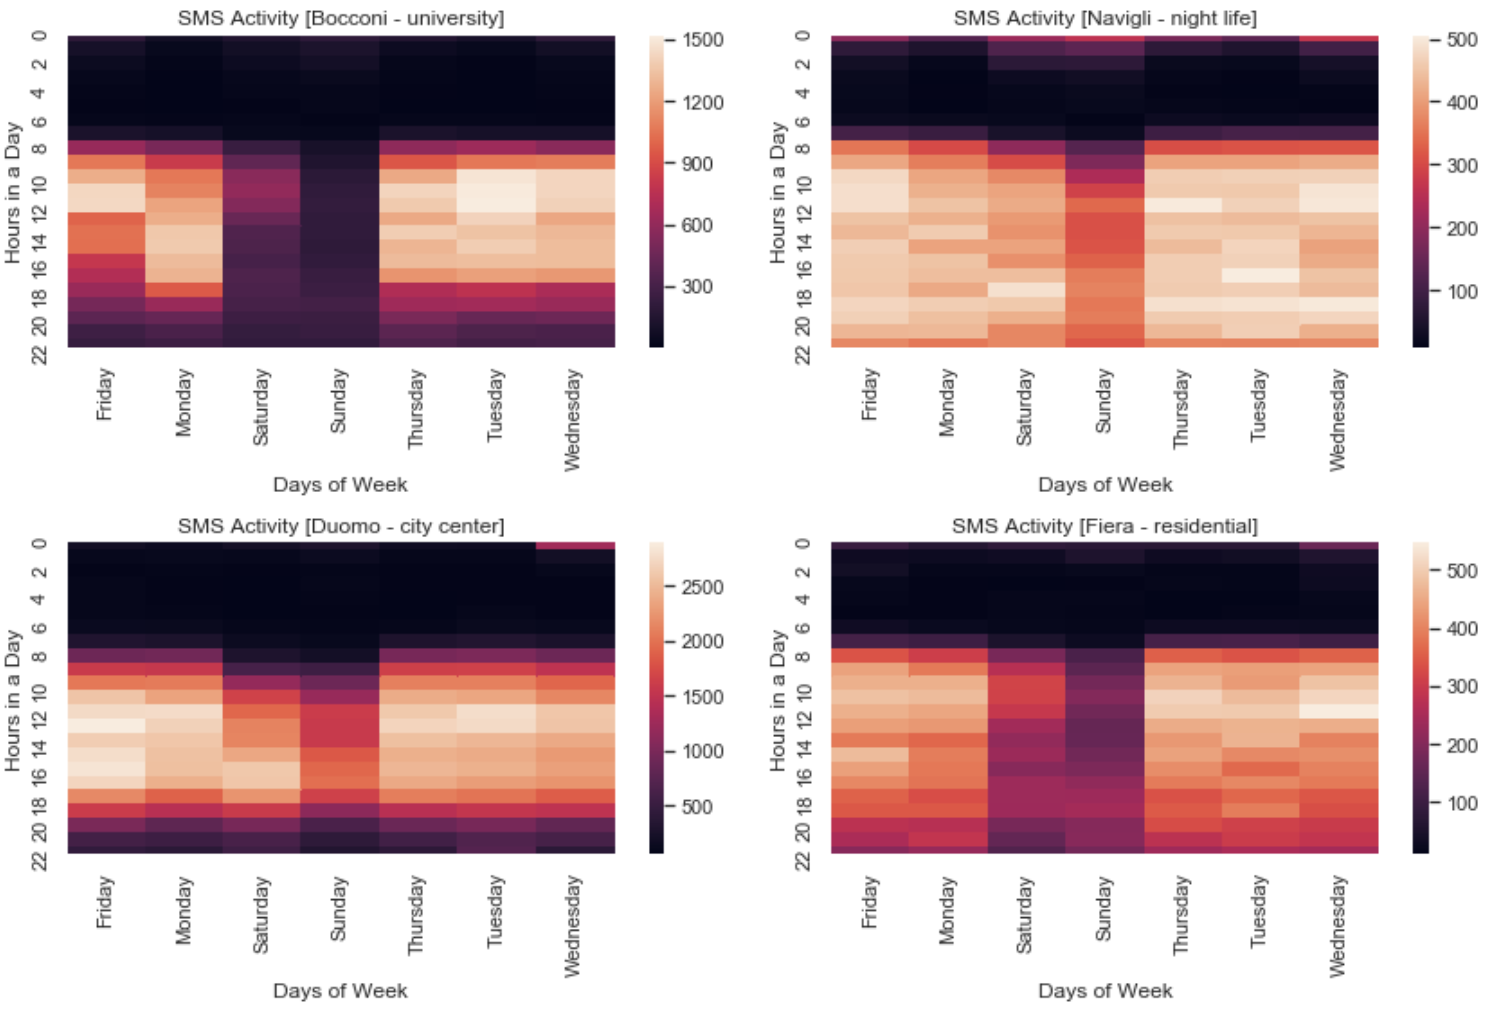 SMS Activity [Bocconi - university]
0
2
4
6
8
10
12
14
16
18
20
22
Hours in a Day
1500
1200
900
600
300
Friday
Monday
Saturday
Sunday
Thursday
Tuesday
Wednesday
Days of Week
SMS Activity [Navigli - night life]
0
2
4
6
8
10
12
14
16
18
20
22
Hours in a Day
500
400
300
200
100
Friday
Monday
Saturday
Sunday
Thursday
Tuesday
Wednesday
Days of Week
SMS Activity [Duomo - city center]
0
2
4
6
8
10
12
14
16
18
20
22
Hours in a Day
2500
2000
1500
1000
500
Friday
Monday
Saturday
Sunday
Thursday
Tuesday
Wednesday
Days of Week
SMS Activity [Fiera - residential]
0
2
4
6
8
10
12
14
16
18
20
22
Hours in a Day
500
400
300
200
100
Friday
Monday
Saturday
Sunday
Thursday
Tuesday
Wednesday
Days of Week